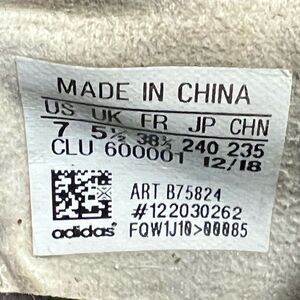 MADE IN CHINA
US UK FR JP CHN
7 5½ 38⅔ 240 235
CLU 600001 12/18
ART B75824
#122030262
adidas FQW1J10>00085